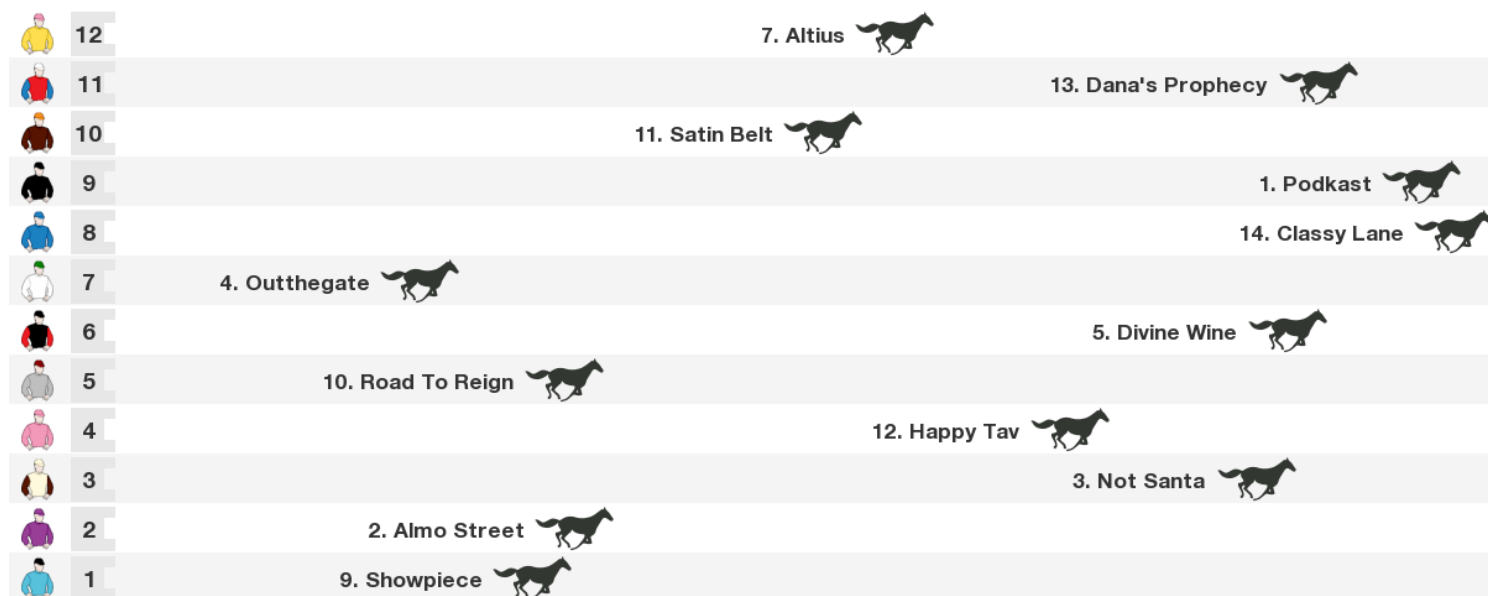 12 7. Altius
11 13. Dana's Prophecy
10 11. Satin Belt
9 1. Podkast
8 14. Classy Lane
7 4. Outthegate
6 5. Divine Wine
5 10. Road To Reign
4 12. Happy Tav
3 3. Not Santa
2 2. Almo Street
1 9. Showpiece